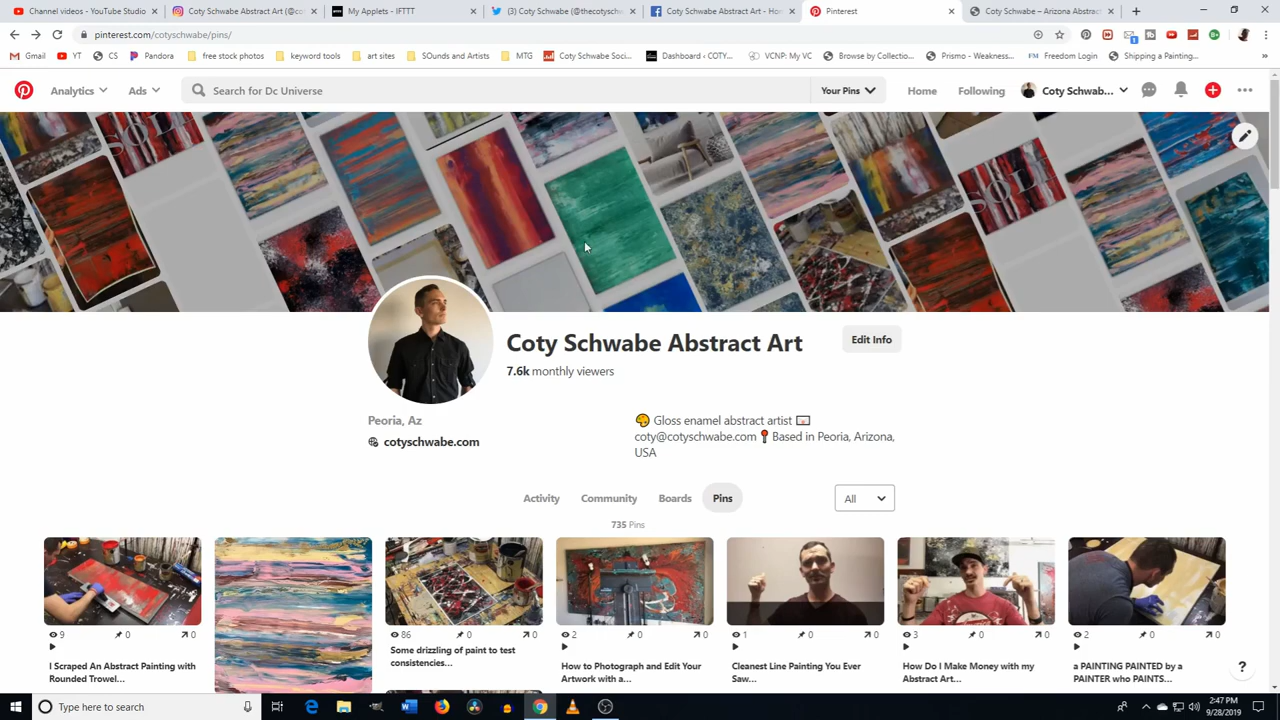 Channel videos - YouTube Studio
Coty Schwabe Abstract Art (@co
My Applets - IFTTT
(3) Coty Schwabe (@thecotysch
Coty Schwabe Abstract Art - Ho
Pinterest
Coty Schwabe – Arizona Abstrac
pinterest.com/cotyschwabe/pins/
Gmail
YT
CS
Pandora
free stock photos
keyword tools
art sites
SOunds and Artists
MTG
Coty Schwabe Soci...
Dashboard ‹ COTY...
VCNP: My VC
Browse by Collectio...
Prismo - Weakness...
Freedom Login
Shipping a Painting...
Analytics
Ads
Search for Dc Universe
Your Pins
Home
Following
Coty Schwab...
SOLD
SOLD
Coty Schwabe Abstract Art
Edit Info
7.6k monthly viewers
Peoria, Az
cotyschwabe.com
Gloss enamel abstract artist
coty@cotyschwabe.com Based in Peoria, Arizona,
USA
Activity
Community
Boards
Pins
All
735 Pins
9 0 0
86 0 0
2 0 0
1 0 0
3 0 0
2 0 0
I Scraped An Abstract Painting with
Rounded Trowel...
Some drizzling of paint to test
consistencies...
How to Photograph and Edit Your
Artwork with a...
Cleanest Line Painting You Ever
Saw...
How Do I Make Money with my
Abstract Art...
a PAINTING PAINTED by a
PAINTER who PAINTS...
?
Type here to search
2:47 PM
9/28/2019